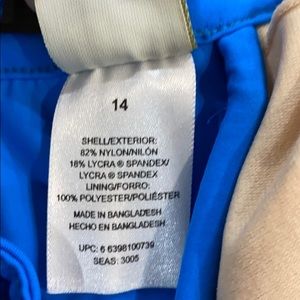 14
SHELL/EXTERIOR:
82% NYLON/NILÓN
18% LYCRA® SPANDEX/
LYCRA® SPANDEX
LINING/FORRO:
100% POLYESTER/POLIÉSTER
MADE IN BANGLADESH
HECHO EN BANGLADESH
UPC: 6 6398100739
SEAS: 3005